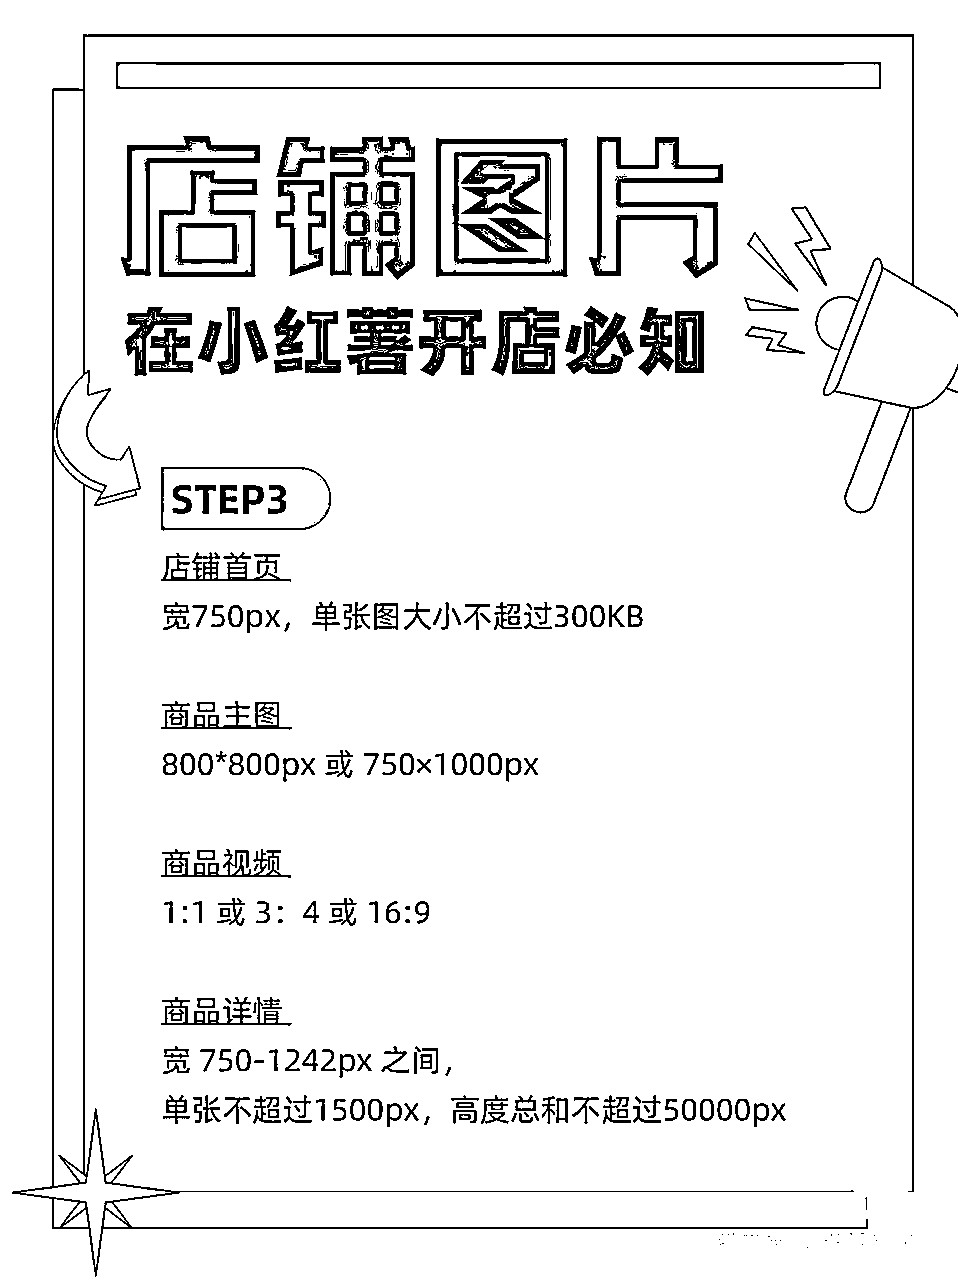 店铺图片
在小红薯开店必知
STEP3
店铺首页
宽750px，单张图大小不超过300KB
商品主图
800*800px 或 750×1000px
商品视频
1:1 或 3：4 或 16:9
商品详情
宽 750-1242px 之间，
单张不超过1500px，高度总和不超过50000px